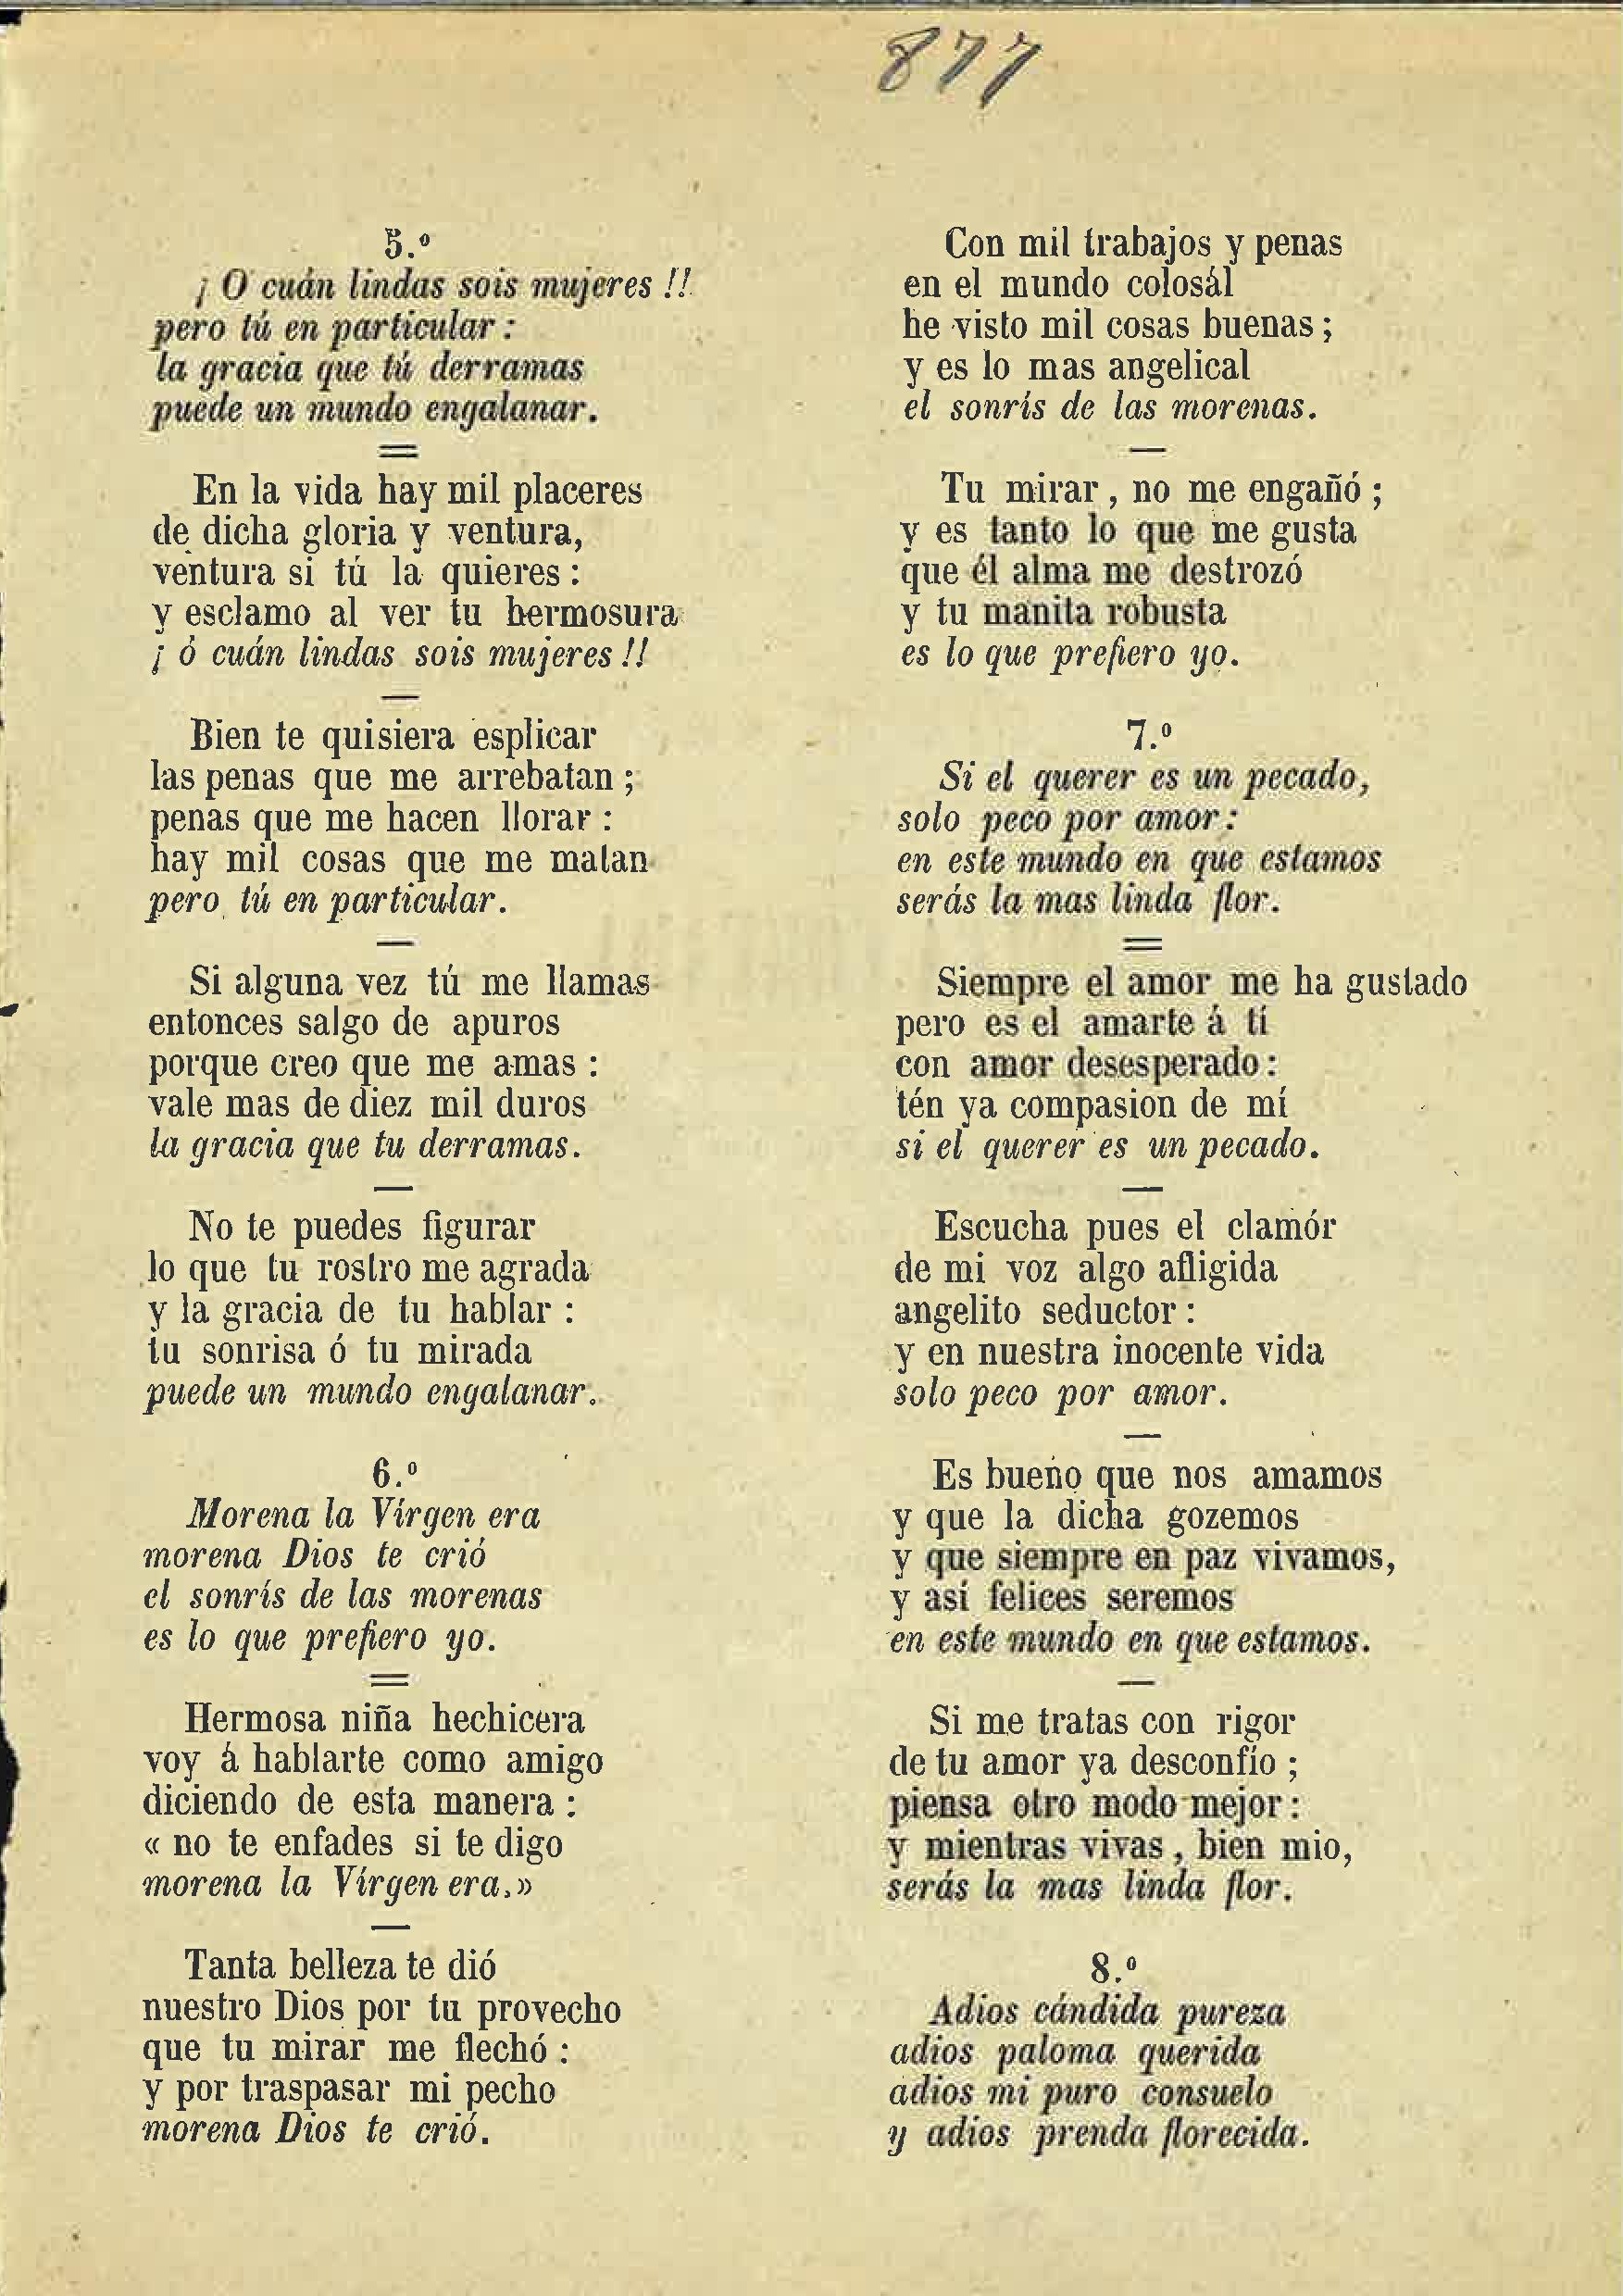 877
5.º
¡ O cuán lindas sois mujeres !!
pero tú en particular :
la gracia que tú derramas
puede un mundo engalanar.
En la vida hay mil placeres
de dicha gloria y ventura,
ventura si tú la quieres :
y esclamo al ver tu hermosura
¡ ó cuán lindas sois mujeres !!
Bien te quisiera esplicar
las penas que me arrebatan ;
penas que me hacen llorar :
hay mil cosas que me matan
pero tú en particular.
Si alguna vez tú me llamas
entonces salgo de apuros
porque creo que me amas :
vale mas de diez mil duros
la gracia que tu derramas.
No te puedes figurar
lo que tu rostro me agrada
y la gracia de tu hablar :
tu sonrisa ó tu mirada
puede un mundo engalanar.
6.º
Morena la Vírgen era
morena Dios te crió
el sonrís de las morenas
es lo que prefiero yo.
Hermosa niña hechicera
voy á hablarte como amigo
diciendo de esta manera :
« no te enfades si te digo
morena la Vírgen era.»
Tanta belleza te dió
nuestro Dios por tu provecho
que tu mirar me flechó :
y por traspasar mi pecho
morena Dios te crió.
Con mil trabajos y penas
en el mundo colosál
he visto mil cosas buenas ;
y es lo mas angelical
el sonrís de las morenas.
Tu mirar , no me engañó ;
y es tanto lo que me gusta
que él alma me destrozó
y tu manita robusta
es lo que prefiero yo.
7.º
Si el querer es un pecado,
solo peco por amor :
en este mundo en que estamos
serás la mas linda flor.
Siempre el amor me ha gustado
pero es el amarte á tí
con amor desesperado :
tén ya compasion de mí
si el querer es un pecado.
Escucha pues el clamór
de mi voz algo afligida
angelito seductor :
y en nuestra inocente vida
solo peco por amor.
Es bueno que nos amamos
y que la dicha gozemos
y que siempre en paz vivamos,
y así felices seremos
en este mundo en que estamos.
Si me tratas con rigor
de tu amor ya desconfío ;
piensa otro modo mejor :
y mientras vivas , bien mio,
serás la mas linda flor.
8.º
Adios cándida pureza
adios paloma querida
adios mi puro consuelo
y adios prenda florecida.